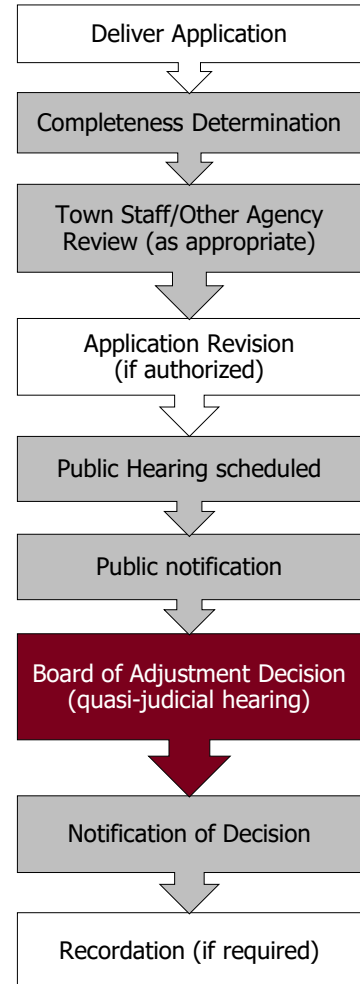 Deliver Application
Completeness Determination
Town Staff/Other Agency
Review (as appropriate)
Application Revision
(if authorized)
Public Hearing scheduled
Public notification
Board of Adjustment Decision
(quasi-judicial hearing)
Notification of Decision
Recordation (if required)